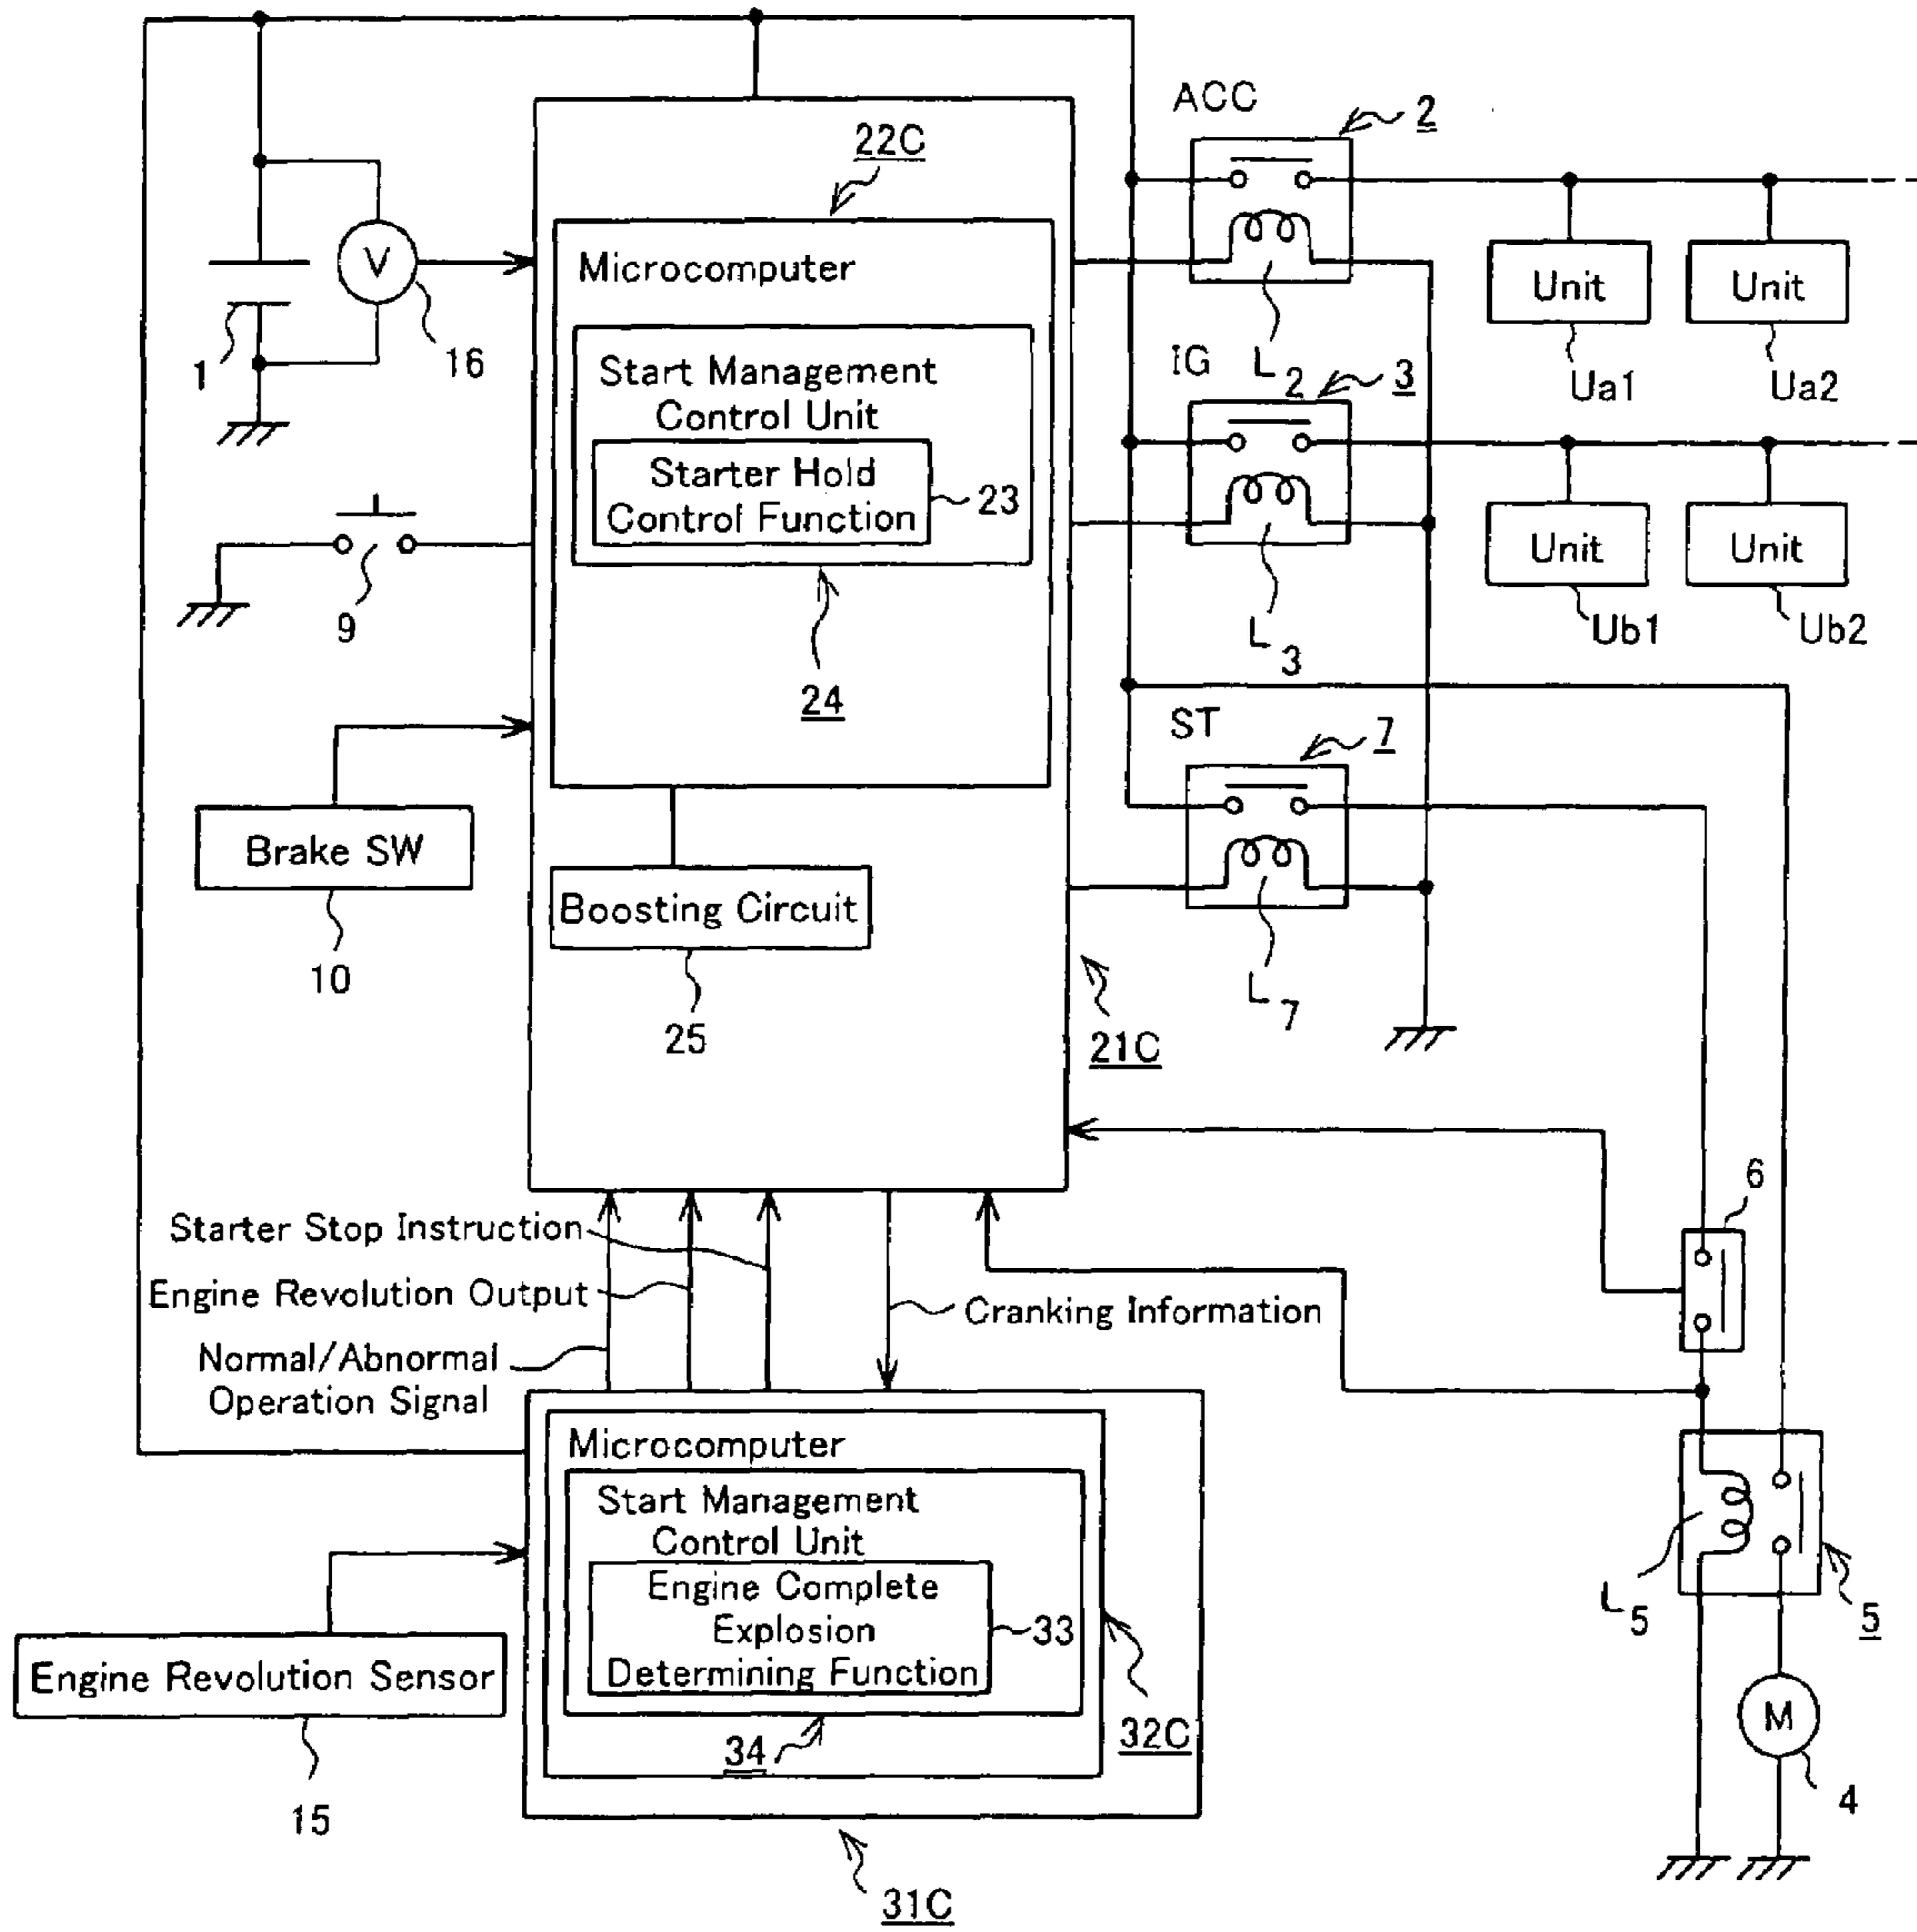 ACC
2
22C
Microcomputer
V
1
16
Start Management
Control Unit
Starter Hold
Control Function
23
24
9
Unit
Unit
Ua1
Ua2
L2
IG
3
Unit
Unit
Ub1
Ub2
L3
ST
7
Brake SW
10
Boosting Circuit
25
L7
21C
6
Starter Stop Instruction
Engine Revolution Output
Cranking Information
Normal/Abnormal
Operation Signal
Microcomputer
Start Management
Control Unit
Engine Complete
Explosion
Determining Function
33
34
32C
Engine Revolution Sensor
15
L5
5
M
4
31C